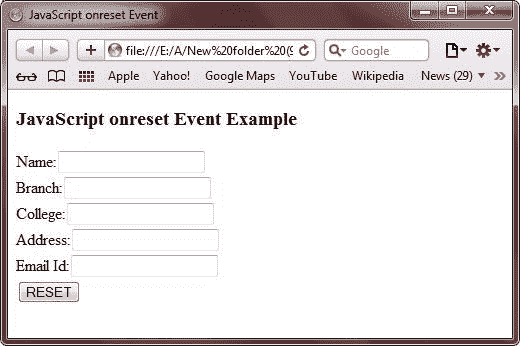 JavaScript onreset Event
file:///E:/A/New%20folder%20(9
Google
Apple Yahoo! Google Maps YouTube Wikipedia News (29)
JavaScript onreset Event Example
Name:
Branch:
College:
Address:
Email Id:
RESET